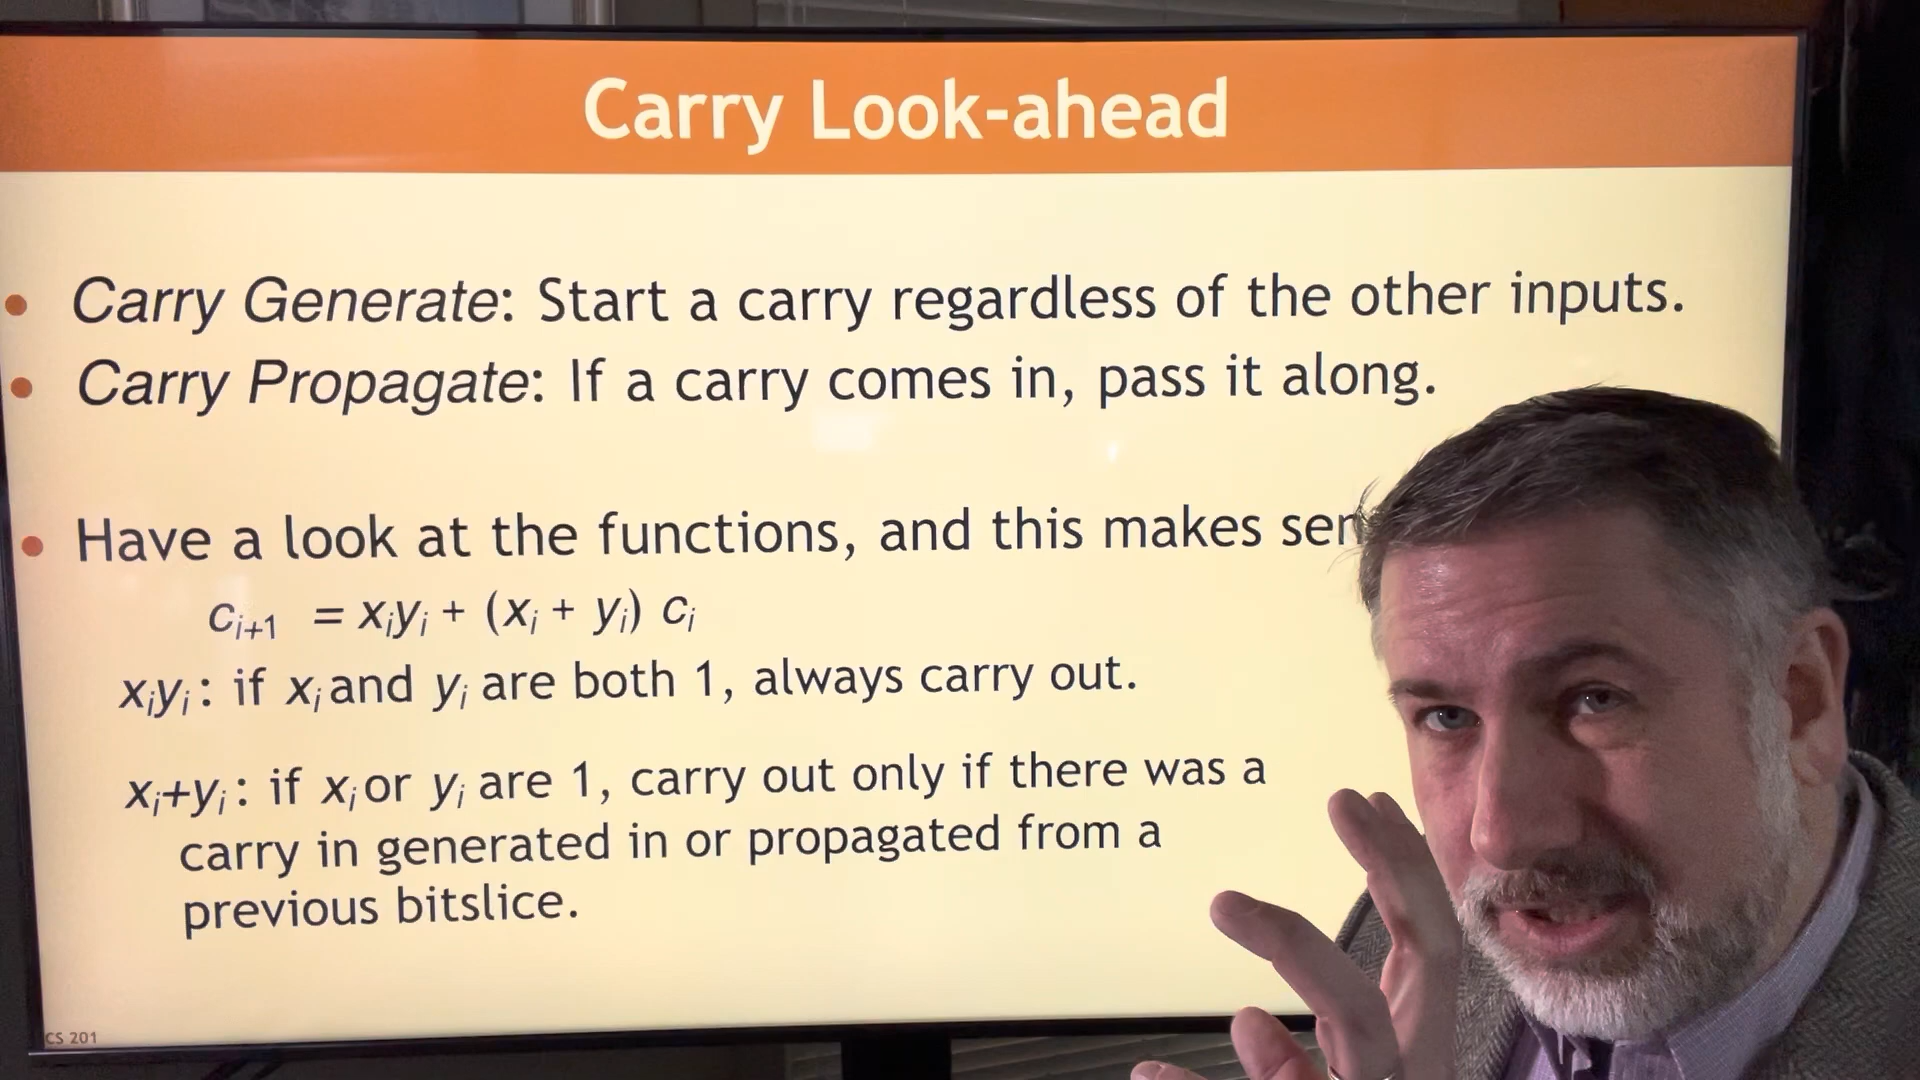 Carry Look-ahead
• Carry Generate: Start a carry regardless of the other inputs.
• Carry Propagate: If a carry comes in, pass it along.
• Have a look at the functions, and this makes
cᵢ₊₁ = xᵢyᵢ + (xᵢ + yᵢ) cᵢ
xᵢyᵢ: if xᵢ and yᵢ are both 1, always carry out.
xᵢ+yᵢ: if xᵢ or yᵢ are 1, carry out only if there was a
carry in generated in or propagated from a
previous bitslice.
CS 201